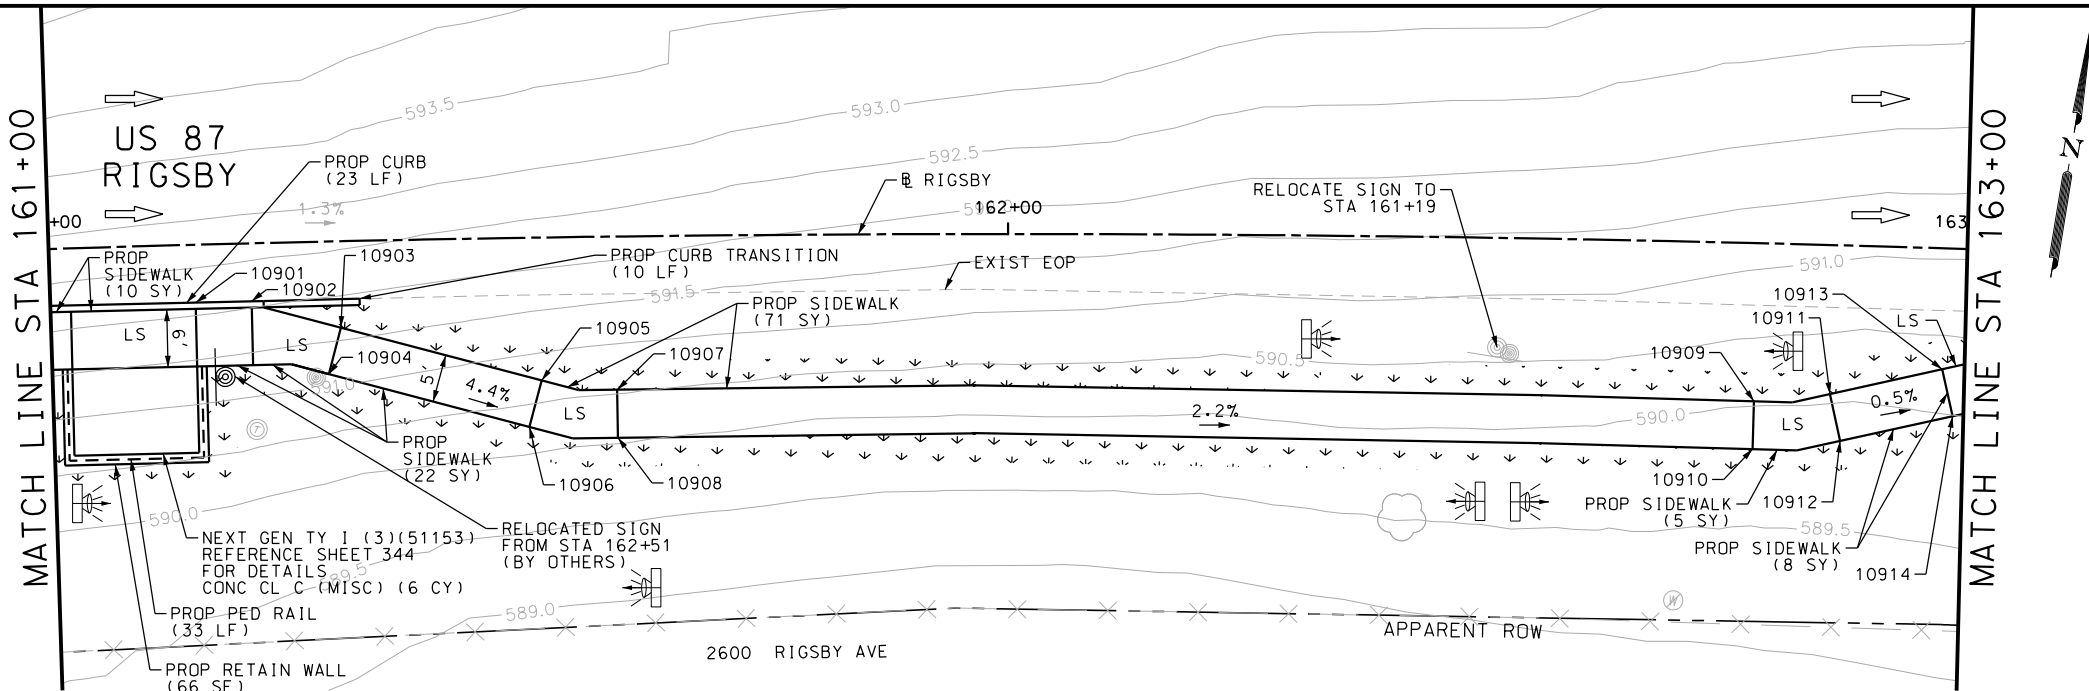 MATCH LINE STA 161+00
US 87
RIGSBY
+00
1.3%
593.5
593.0
592.5
PROP CURB
(23 LF)
PROP
SIDEWALK
(10 SY)
10901
10902
10903
PROP CURB TRANSITION
(10 LF)
℄ RIGSBY
162+00
EXIST EOP
RELOCATE SIGN TO
STA 161+19
163
591.5
591.0
PROP SIDEWALK
(71 SY)
LS
6'
LS
10904
591.0
5'
4.4%
10905
10907
LS
590.5
2.2%
590.0
10909
10911
10913
LS
LS
0.5%
PROP
SIDEWALK
(22 SY)
10906
10908
T
590.0
NEXT GEN TY I (3)(51153)
REFERENCE SHEET 344
FOR DETAILS
CONC CL C (MISC) (6 CY)
589.5
RELOCATED SIGN
FROM STA 162+51
(BY OTHERS)
PROP PED RAIL
(33 LF)
PROP RETAIN WALL
(66 SF)
589.0
2600 RIGSBY AVE
10910
PROP SIDEWALK
(5 SY)
10912
PROP SIDEWALK
(8 SY)
10914
589.5
W
APPARENT ROW
MATCH LINE STA 163+00
N